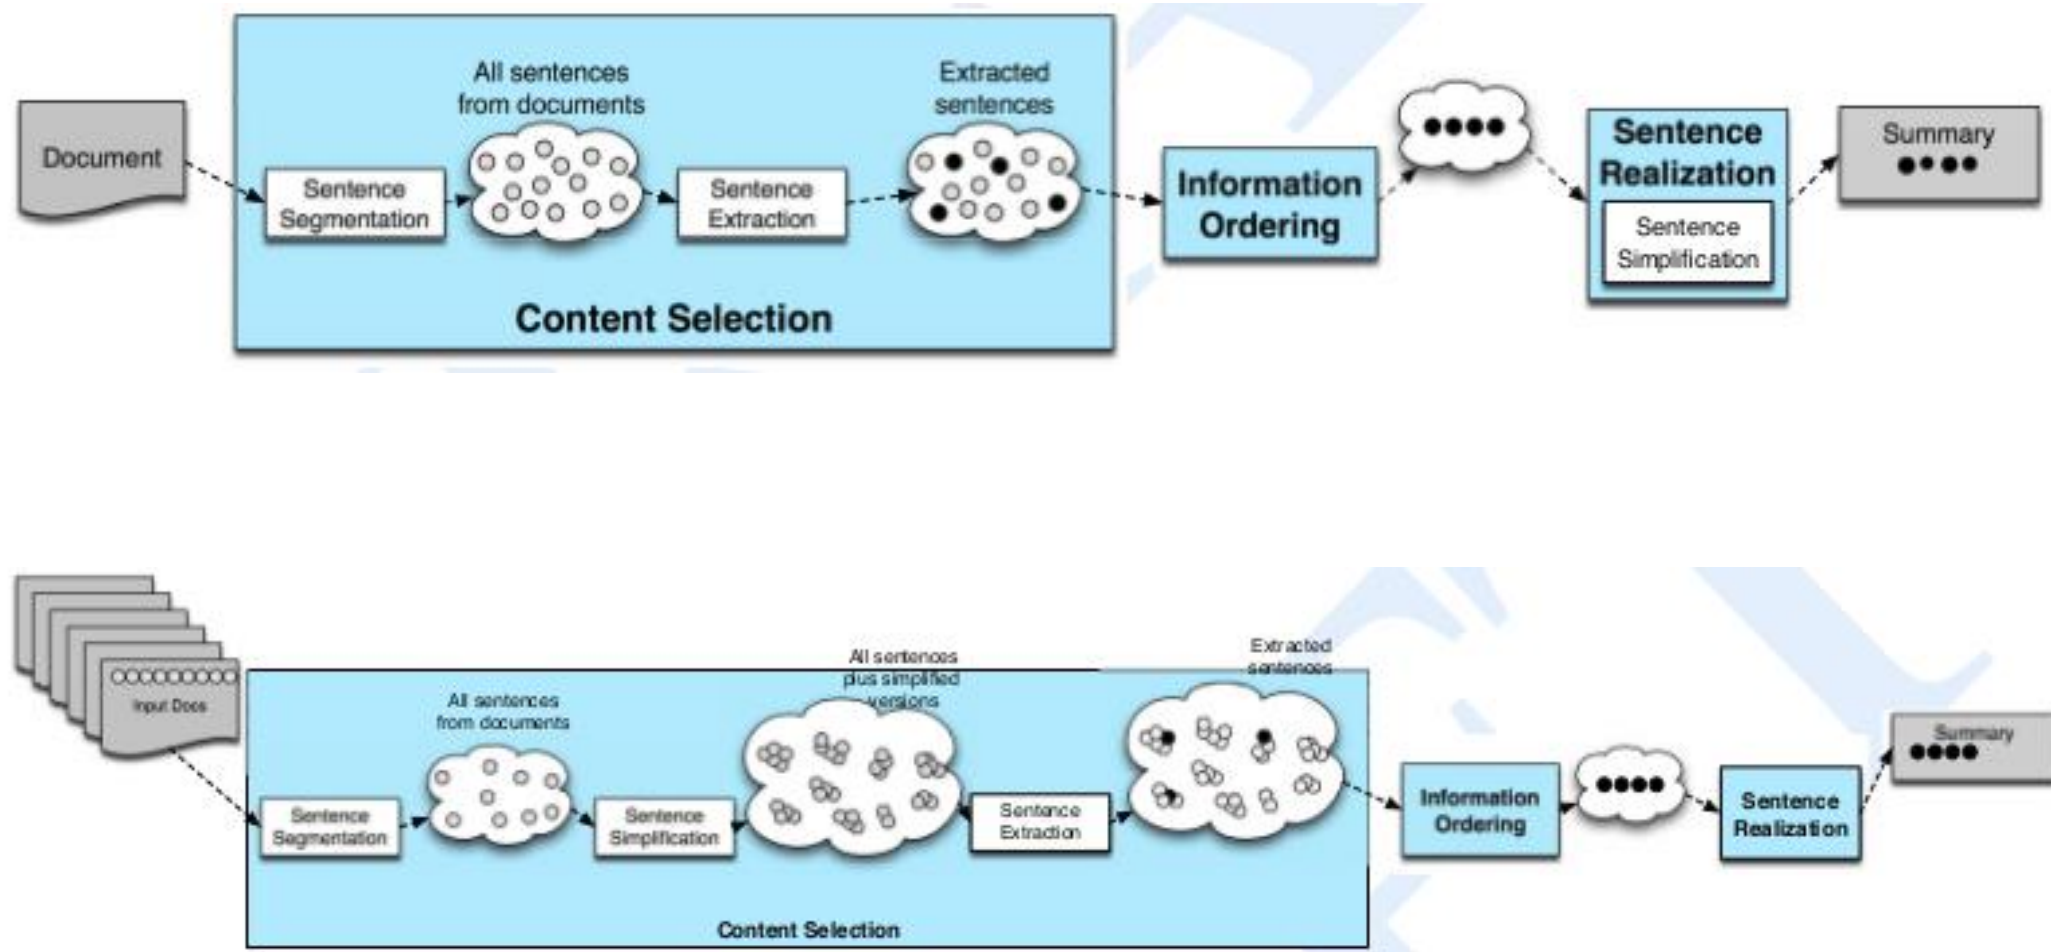 Document
Sentence
Segmentation
All sentences
from documents
Sentence
Extraction
Extracted
sentences
Content Selection
Information
Ordering
Sentence
Realization
Sentence
Simplification
Summary
Input Docs
Sentence
Segmentation
All sentences
from documents
Sentence
Simplification
All sentences
plus simplified
versions
Sentence
Extraction
Extracted
sentences
Content Selection
Information
Ordering
Sentence
Realization
Summary